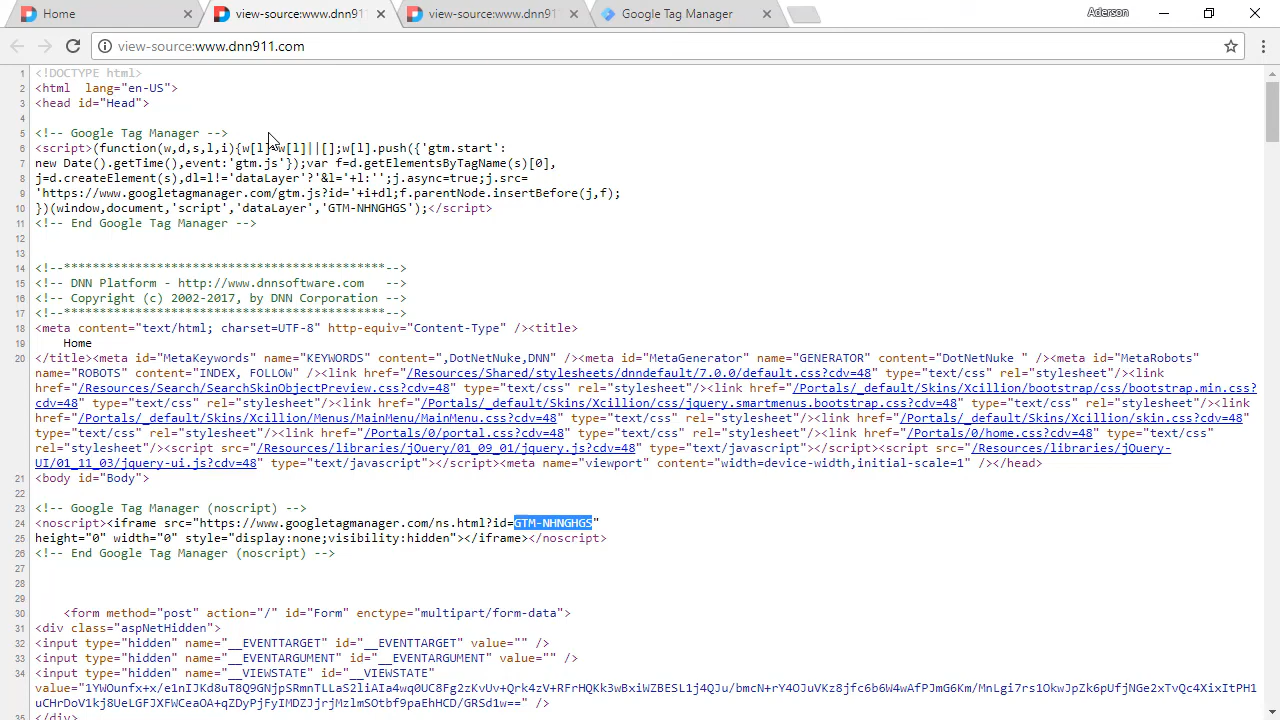 Home
view-source:www.dnn911
view-source:www.dnn91
Google Tag Manager
Aderson
view-source:www.dnn911.com
1 <!DOCTYPE html>
2 <html  lang="en-US">
3 <head id="Head">
4
5 <!-- Google Tag Manager -->
6 <script>(function(w,d,s,l,i){w[l]=w[l]||[];w[l].push({'gtm.start':
7 new Date().getTime(),event:'gtm.js'});var f=d.getElementsByTagName(s)[0],
8 j=d.createElement(s),dl=l!='dataLayer'?'&l='+l:'';j.async=true;j.src=
9 'https://www.googletagmanager.com/gtm.js?id='+i+dl;f.parentNode.insertBefore(j,f);
10 })(window,document,'script','dataLayer','GTM-NHNGHGS');</script>
11 <!-- End Google Tag Manager -->
12
13
14 <!--*********************************************-->
15 <!-- DNN Platform - http://www.dnnsoftware.com   -->
16 <!-- Copyright (c) 2002-2017, by DNN Corporation -->
17 <!--*********************************************-->
18 <meta content="text/html; charset=UTF-8" http-equiv="Content-Type" /><title>
19 Home
20 </title><meta id="MetaKeywords" name="KEYWORDS" content=",DotNetNuke,DNN" /><meta id="MetaGenerator" name="GENERATOR" content="DotNetNuke " /><meta id="MetaRobots"
name="ROBOTS" content="INDEX, FOLLOW" /><link href="/Resources/Shared/stylesheets/dnndefault/7.0.0/default.css?cdv=48" type="text/css" rel="stylesheet"/><link
href="/Resources/Search/SearchSkinObjectPreview.css?cdv=48" type="text/css" rel="stylesheet"/><link href="/Portals/_default/Skins/Xcillion/bootstrap/css/bootstrap.min.css?
cdv=48" type="text/css" rel="stylesheet"/><link href="/Portals/_default/Skins/Xcillion/css/jquery.smartmenus.bootstrap.css?cdv=48" type="text/css" rel="stylesheet"/><link
href="/Portals/_default/Skins/Xcillion/Menus/MainMenu/MainMenu.css?cdv=48" type="text/css" rel="stylesheet"/><link href="/Portals/_default/Skins/Xcillion/skin.css?cdv=48"
type="text/css" rel="stylesheet"/><link href="/Portals/0/portal.css?cdv=48" type="text/css" rel="stylesheet"/><link href="/Portals/0/home.css?cdv=48" type="text/css"
rel="stylesheet"/><script src="/Resources/libraries/jQuery/01_09_01/jquery.js?cdv=48" type="text/javascript"></script><script src="/Resources/libraries/jQuery-
UI/01_11_03/jquery-ui.js?cdv=48" type="text/javascript"></script><meta name="viewport" content="width=device-width,initial-scale=1" /></head>
21 <body id="Body">
22
23 <!-- Google Tag Manager (noscript) -->
24 <noscript><iframe src="https://www.googletagmanager.com/ns.html?id=GTM-NHNGHGS"
25 height="0" width="0" style="display:none;visibility:hidden"></iframe></noscript>
26 <!-- End Google Tag Manager (noscript) -->
27
28
29
30 <form method="post" action="/" id="Form" enctype="multipart/form-data">
31 <div class="aspNetHidden">
32 <input type="hidden" name="__EVENTTARGET" id="__EVENTTARGET" value="" />
33 <input type="hidden" name="__EVENTARGUMENT" id="__EVENTARGUMENT" value="" />
34 <input type="hidden" name="__VIEWSTATE" id="__VIEWSTATE"
value="1YWOunfx+x/e1nIJKd8uT8Q9GNjpSRmnTLLaS2liAIa4wq0UC8Fg2zKvUv+Qrk4zV+RFrHQKk3wBxiWZBESL1j4QJu/bmcN+rY4OJuVKz8jfc6b6W4wAfPJmG6Km/MnLgi7rs1OkwJpZk6pUfjNGe2xTvQc4XixItPH1
uCHrDoV1kj8UeLGFJXFWCeaOA+qZDyPjFyIMDZJjrjMzlmSOtbf9paEhHCD/GRSd1w==" />
35 </div>